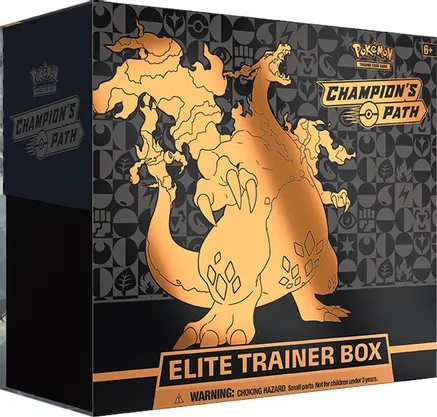 POKéMON
TRADING CARD GAME
6+
CHAMPION'S
PATH
POKéMON
CHAMPION'S
PATH
ELITE TRAINER BOX
WARNING: CHOKING HAZARD Small parts Not for children under 3 years.